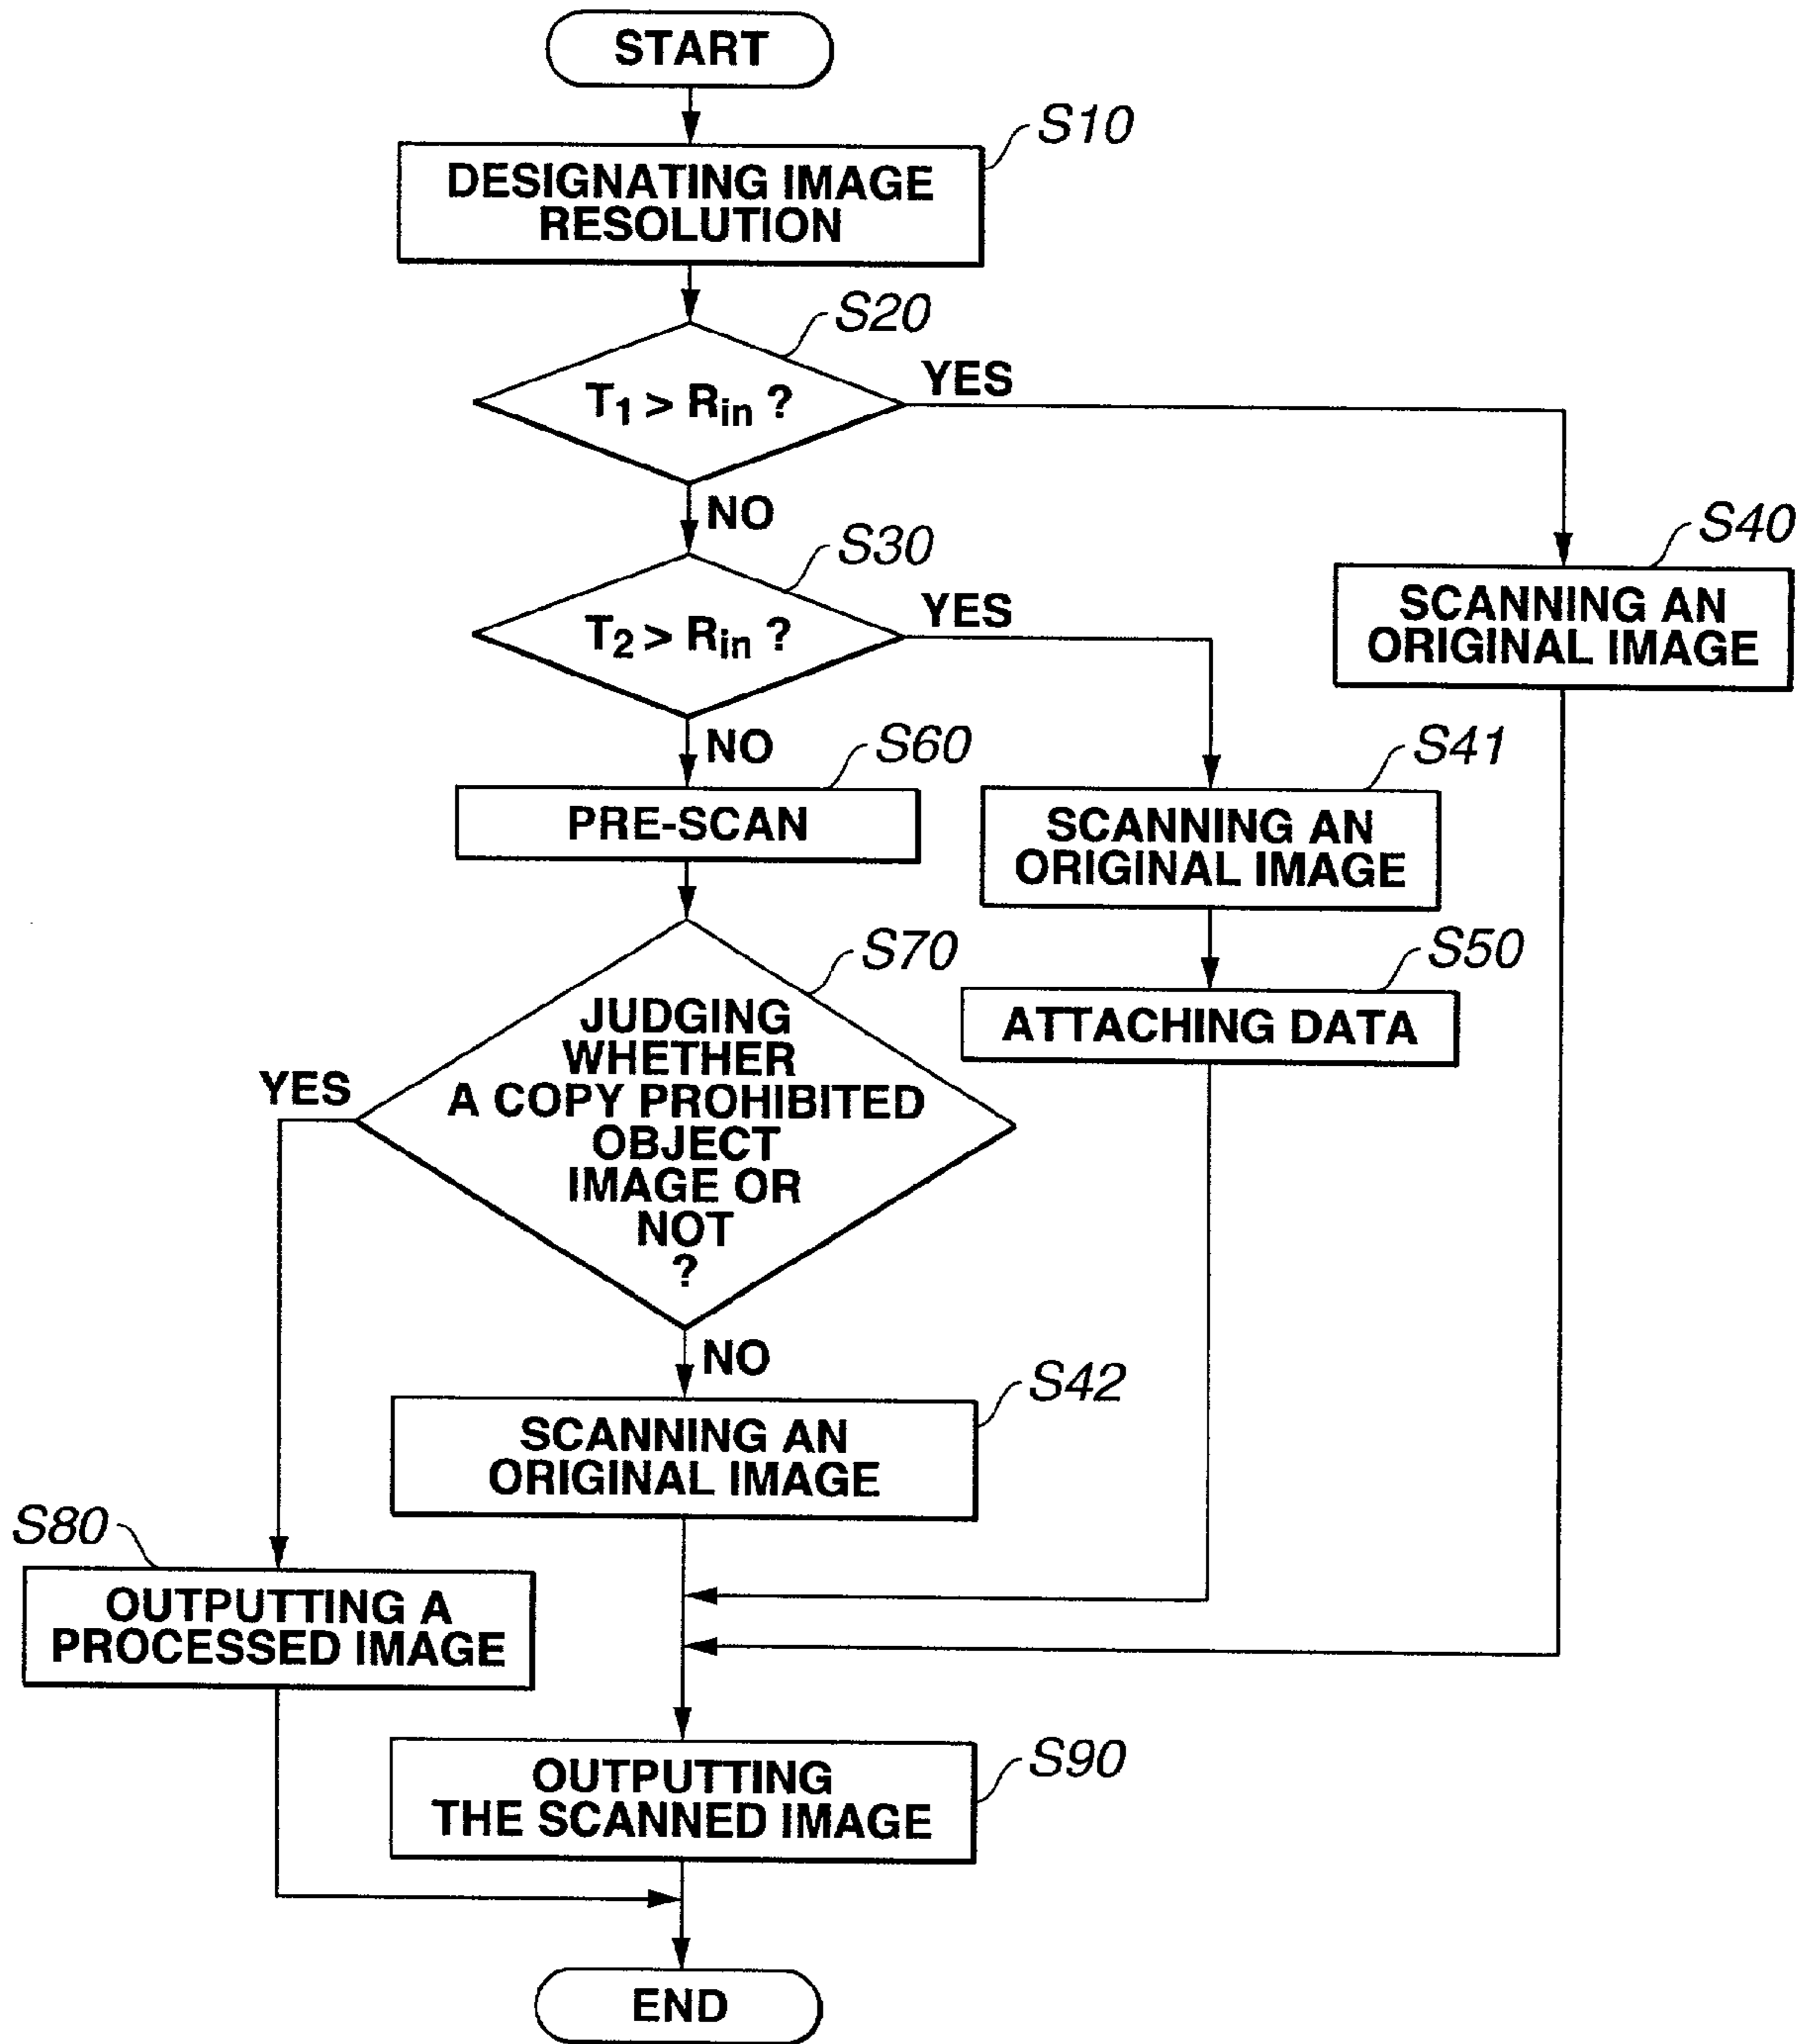 START
S10
DESIGNATING IMAGE
RESOLUTION
S20
T1 > Rin ?
YES
NO
S30
T2 > Rin ?
YES
S40
SCANNING AN
ORIGINAL IMAGE
NO
S60
PRE-SCAN
S41
SCANNING AN
ORIGINAL IMAGE
S70
JUDGING
WHETHER
A COPY PROHIBITED
OBJECT
IMAGE OR
NOT
?
YES
S50
ATTACHING DATA
NO
S42
SCANNING AN
ORIGINAL IMAGE
S80
OUTPUTTING A
PROCESSED IMAGE
S90
OUTPUTTING
THE SCANNED IMAGE
END